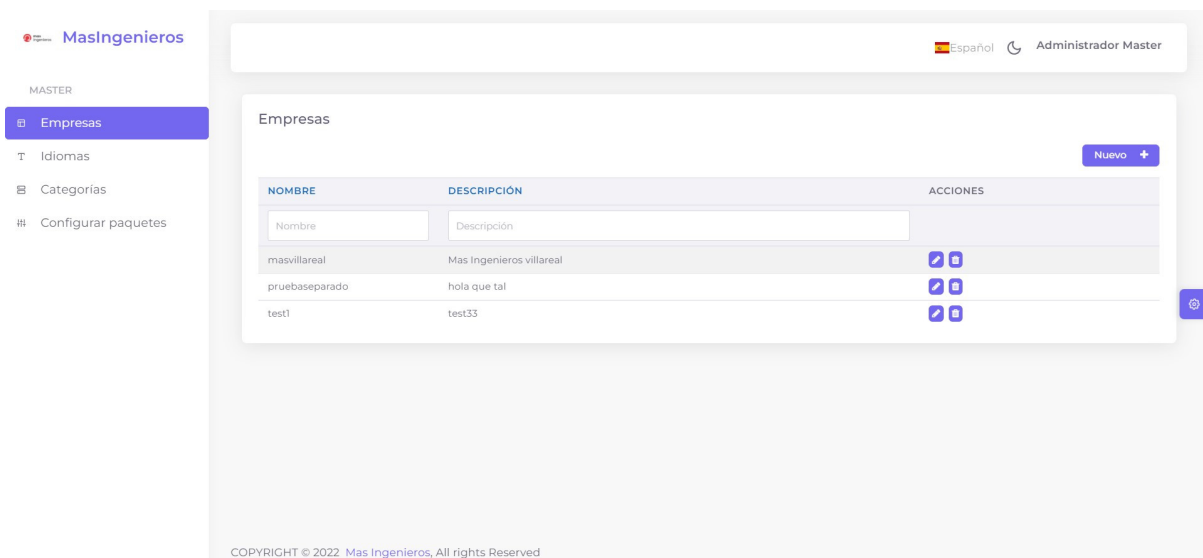 MasIngenieros
Español
Administrador Master
MASTER
Empresas
Idiomas
Categorías
Configurar paquetes
Empresas
Nuevo +
NOMBRE DESCRIPCIÓN ACCIONES
Nombre Descripción
masvillareal Mas Ingenieros villareal
pruebaseparado hola que tal
test1 test33
COPYRIGHT © 2022 Mas Ingenieros, All rights Reserved